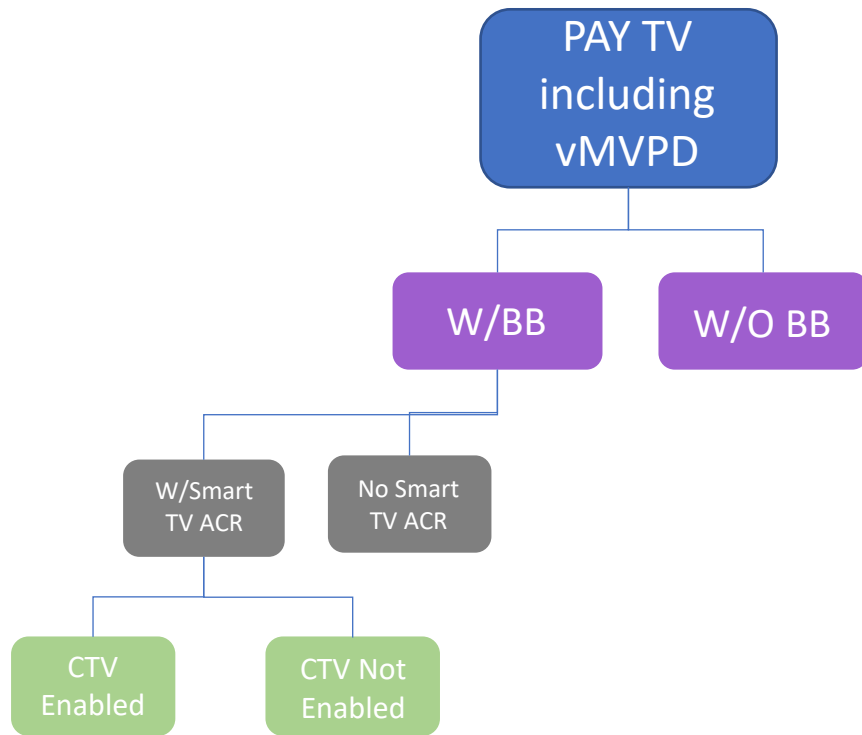 PAY TV
including
vMVPD
W/BB
W/O BB
W/Smart
TV ACR
No Smart
TV ACR
CTV
Enabled
CTV Not
Enabled